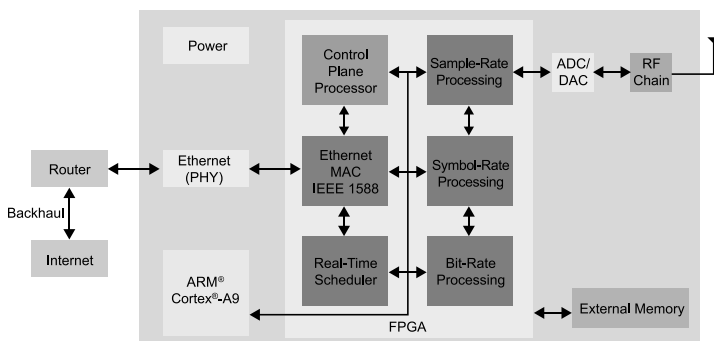 Power
Control
Plane
Processor
Sample-Rate
Processing
ADC/
DAC
RF
Chain
Router
Ethernet
(PHY)
Ethernet
MAC
IEEE 1588
Symbol-Rate
Processing
Backhaul
Internet
ARM®
Cortex®-A9
Real-Time
Scheduler
Bit-Rate
Processing
External Memory
FPGA